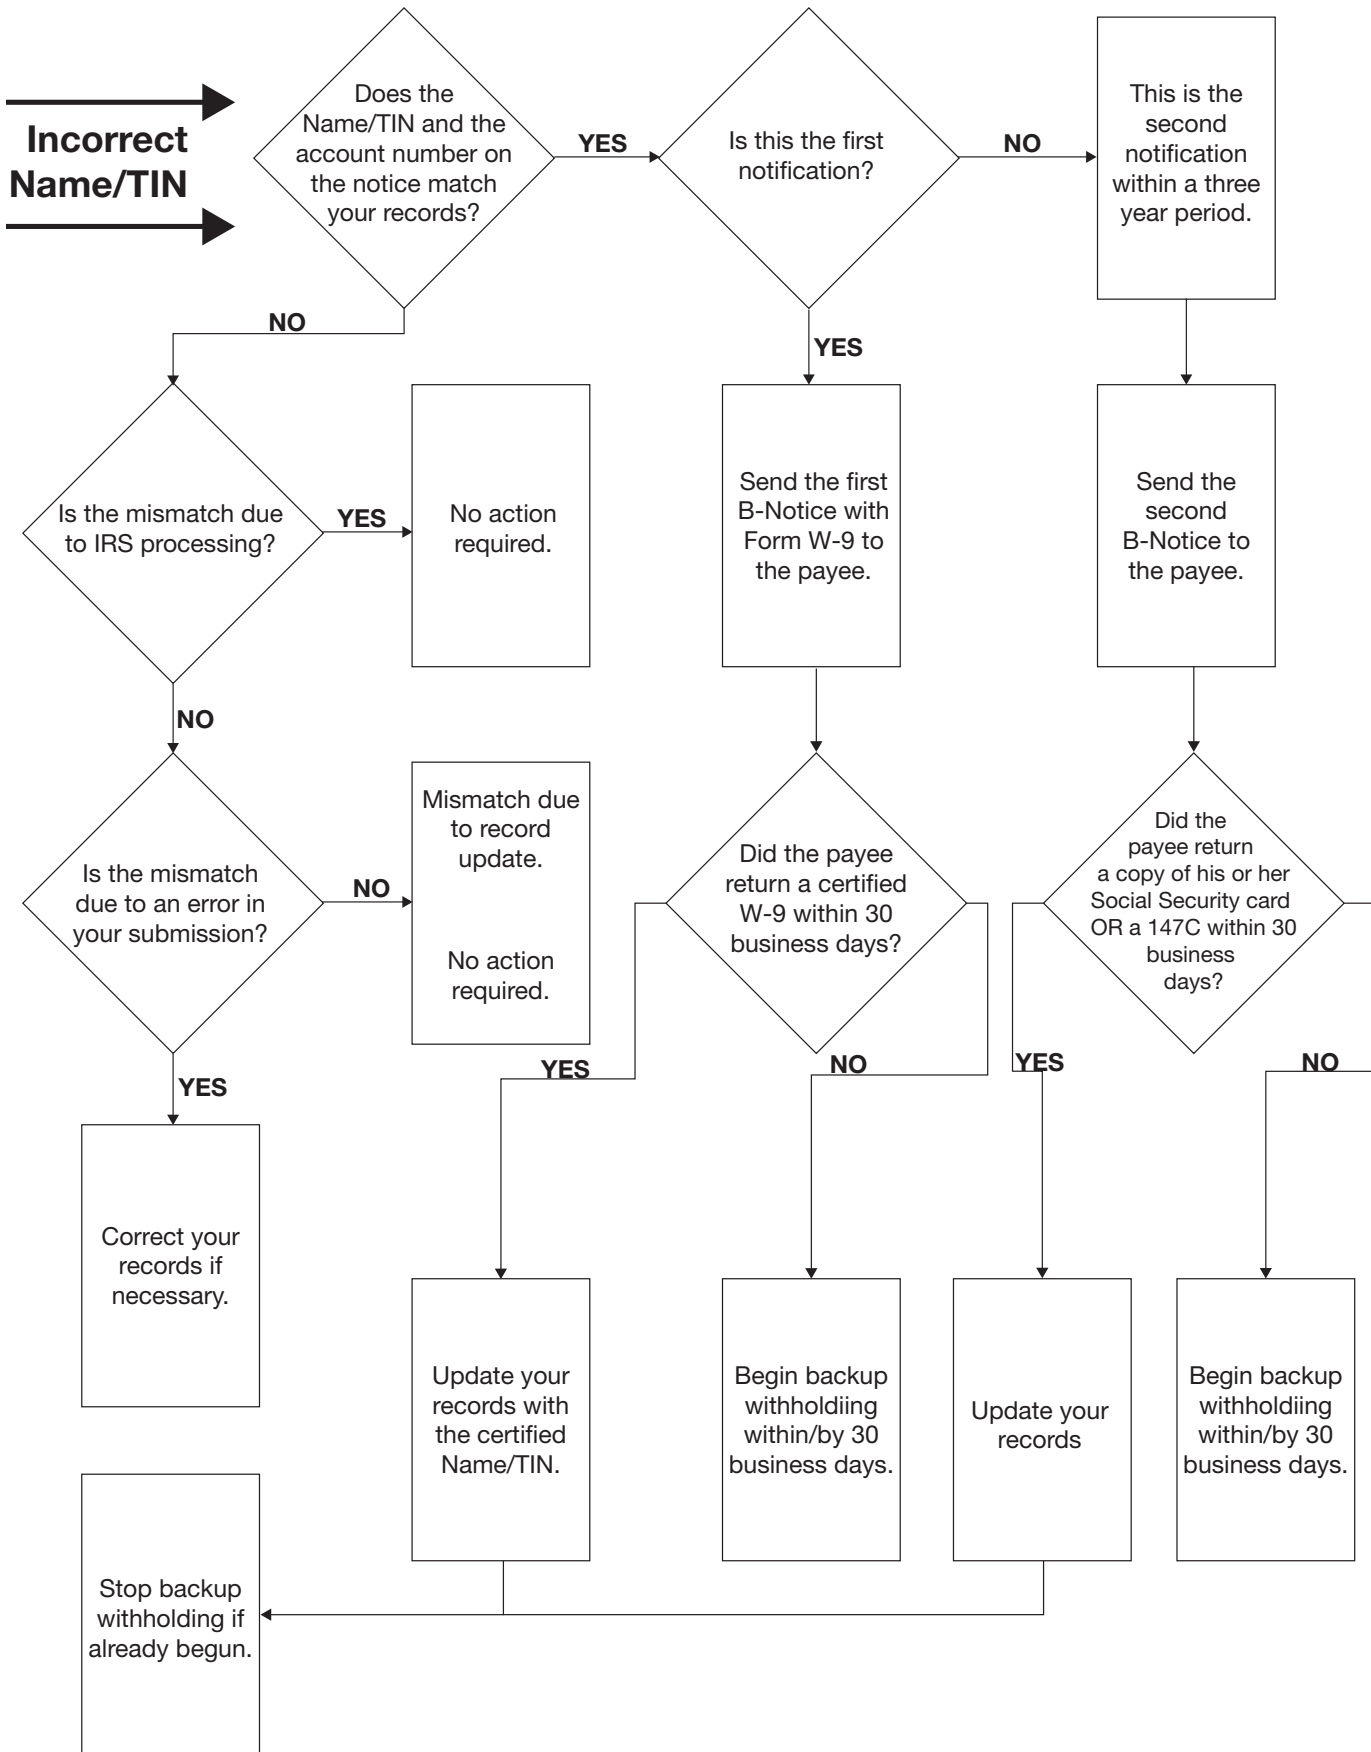 Incorrect
Name/TIN
Does the
Name/TIN and the
account number on
the notice match
your records?
YES
Is this the first
notification?
NO
This is the
second
notification
within a three
year period.
NO
YES
Is the mismatch due
to IRS processing?
YES
No action
required.
Send the first
B-Notice with
Form W-9 to
the payee.
Send the
second
B-Notice to
the payee.
NO
Is the mismatch
due to an error in
your submission?
NO
Mismatch due
to record
update.
No action
required.
Did the payee
return a certified
W-9 within 30
business days?
Did the
payee return
a copy of his or her
Social Security card
OR a 147C within 30
business
days?
YES
YES
NO
YES
NO
Correct your
records if
necessary.
Update your
records with
the certified
Name/TIN.
Begin backup
withholdiing
within/by 30
business days.
Update your
records
Begin backup
withholdiing
within/by 30
business days.
Stop backup
withholding if
already begun.